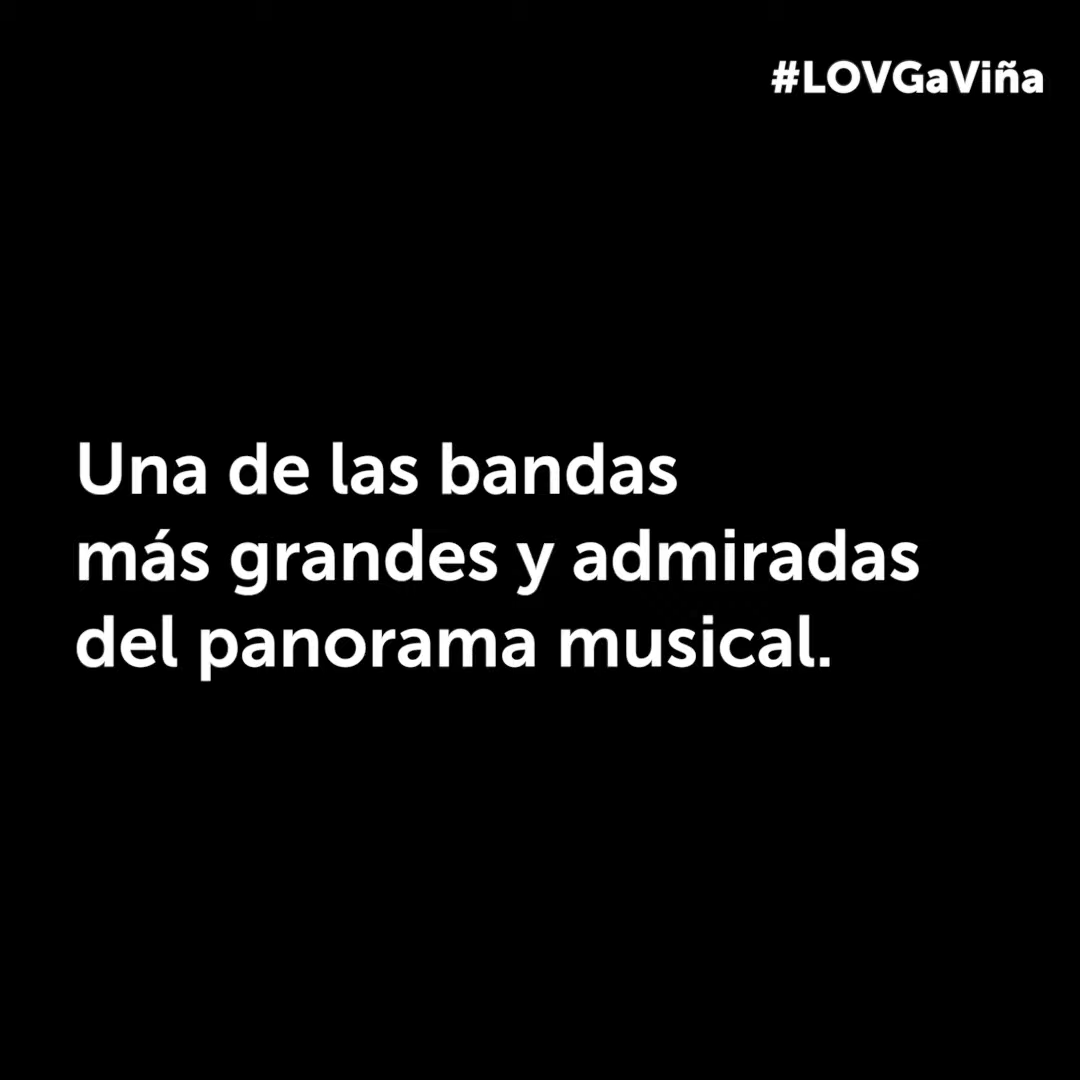 #LOVGaViña
Una de las bandas
más grandes y admiradas
del panorama musical.